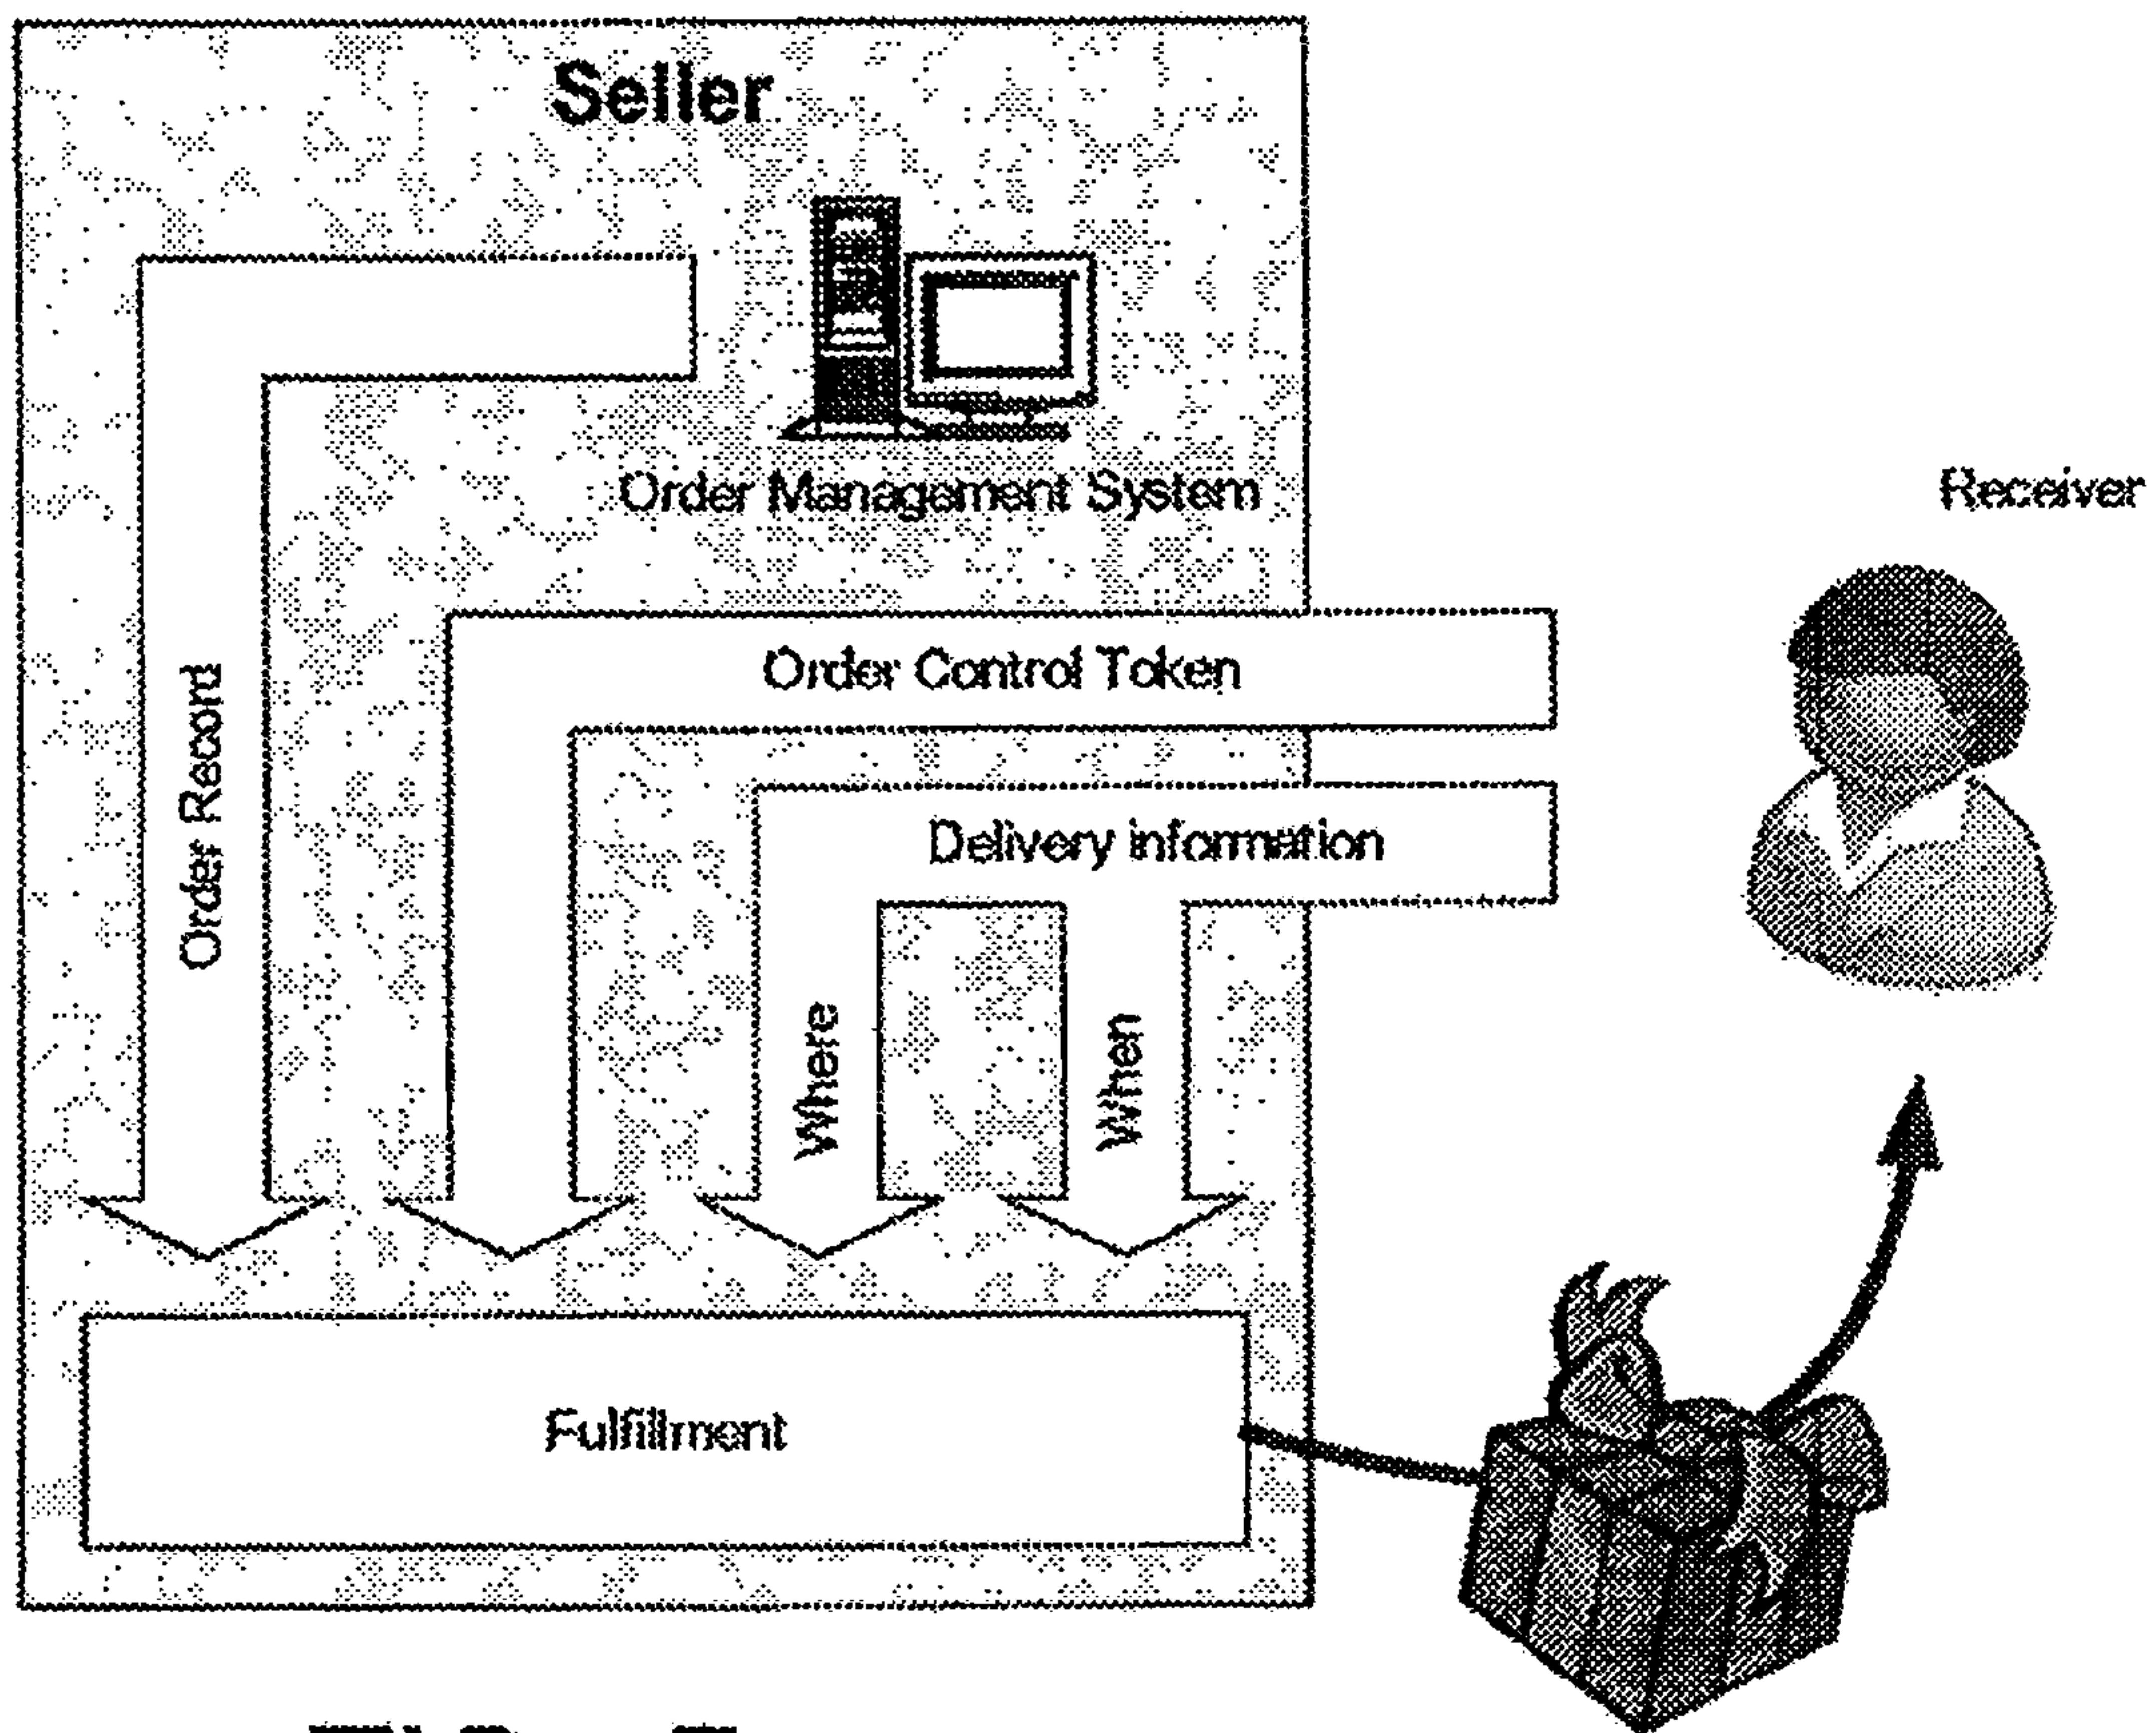 Seller
Order Management System
Receiver
Order Control Token
Order Record
Delivery information
Where
When
Fulfillment